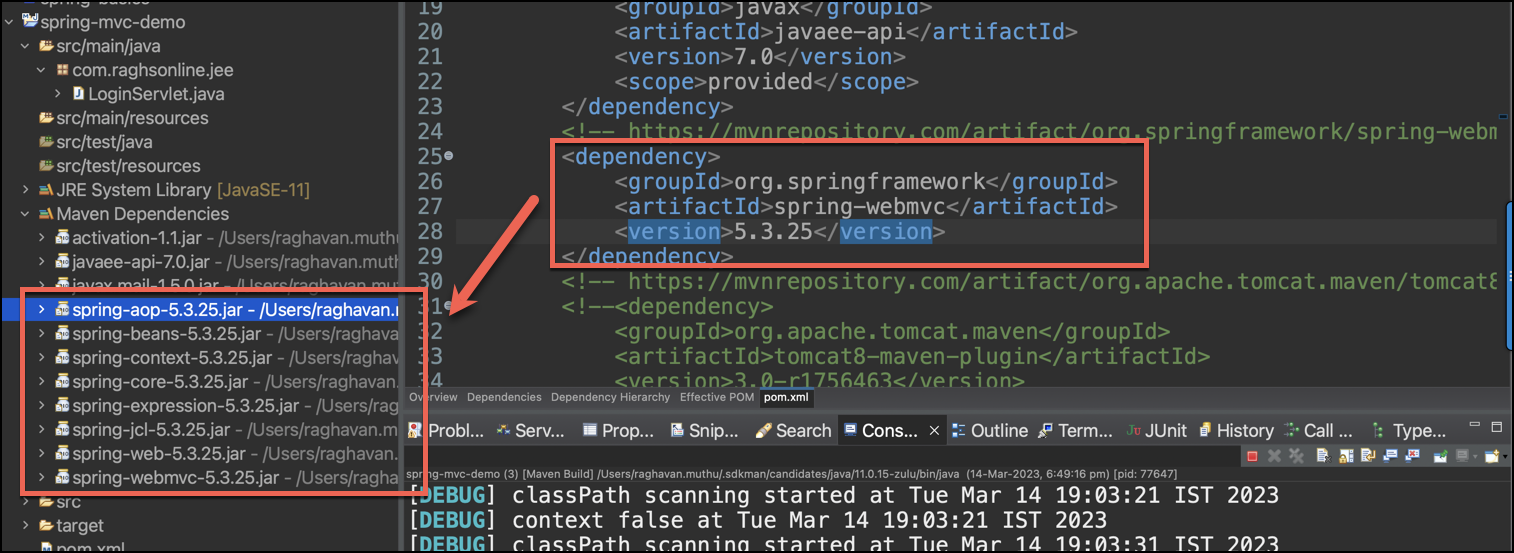 spring-basics
spring-mvc-demo
src/main/java
com.raghsonline.jee
LoginServlet.java
src/main/resources
src/test/java
src/test/resources
JRE System Library [JavaSE-11]
Maven Dependencies
activation-1.1.jar - /Users/raghavan.muthu
javaee-api-7.0.jar - /Users/raghavan.muth
javax.mail-1.5.0.jar - /Users/raghavan.mu
spring-aop-5.3.25.jar - /Users/raghavan.m
spring-beans-5.3.25.jar - /Users/raghava
spring-context-5.3.25.jar - /Users/raghav
spring-core-5.3.25.jar - /Users/raghavan.
spring-expression-5.3.25.jar - /Users/rag
spring-jcl-5.3.25.jar - /Users/raghavan.m
spring-web-5.3.25.jar - /Users/raghavan.
spring-webmvc-5.3.25.jar - /Users/ragha
src
target
pom.xml
19 <groupId>javax</groupId>
20 <artifactId>javaee-api</artifactId>
21 <version>7.0</version>
22 <scope>provided</scope>
23 </dependency>
24 <!-- https://mvnrepository.com/artifact/org.springframework/spring-webm
25 <dependency>
26 <groupId>org.springframework</groupId>
27 <artifactId>spring-webmvc</artifactId>
28 <version>5.3.25</version>
29 </dependency>
30 <!-- https://mvnrepository.com/artifact/org.apache.tomcat.maven/tomcat8
31 <!--<dependency>
32 <groupId>org.apache.tomcat.maven</groupId>
33 <artifactId>tomcat8-maven-plugin</artifactId>
34 <version>3.0-r1756463</version>
Overview Dependencies Dependency Hierarchy Effective POM pom.xml
Probl... Serv... Prop... Snip... Search Cons... Outline Term... JUnit History Call ... Type...
spring-mvc-demo (3) [Maven Build] /Users/raghavan.muthu/.sdkman/candidates/java/11.0.15-zulu/bin/java (14-Mar-2023, 6:49:16 pm) [pid: 77647]
[DEBUG] classPath scanning started at Tue Mar 14 19:03:21 IST 2023
[DEBUG] context false at Tue Mar 14 19:03:21 IST 2023
[DEBUG] classPath scanning started at Tue Mar 14 19:03:31 IST 2023